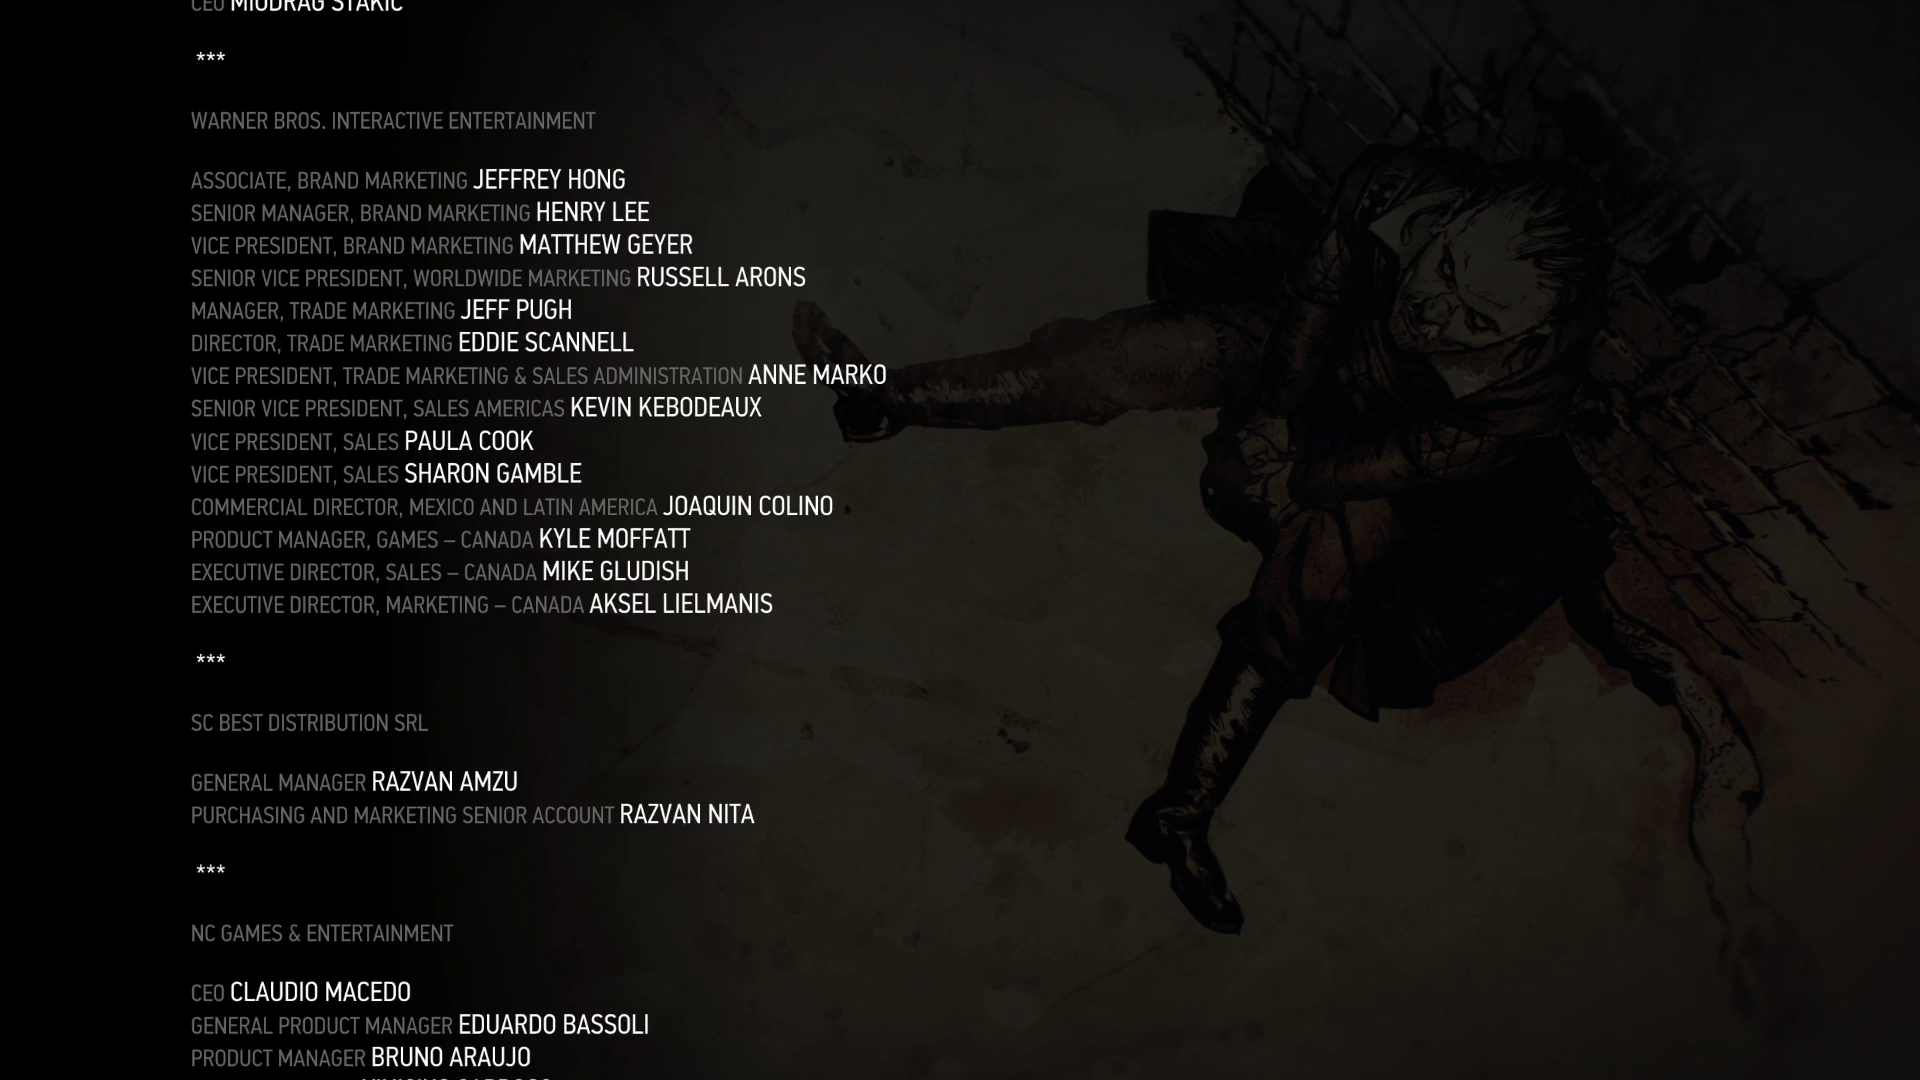 CEO MIODRAG STAKIC
***
WARNER BROS. INTERACTIVE ENTERTAINMENT
ASSOCIATE, BRAND MARKETING JEFFREY HONG
SENIOR MANAGER, BRAND MARKETING HENRY LEE
VICE PRESIDENT, BRAND MARKETING MATTHEW GEYER
SENIOR VICE PRESIDENT, WORLDWIDE MARKETING RUSSELL ARONS
MANAGER, TRADE MARKETING JEFF PUGH
DIRECTOR, TRADE MARKETING EDDIE SCANNELL
VICE PRESIDENT, TRADE MARKETING & SALES ADMINISTRATION ANNE MARKO
SENIOR VICE PRESIDENT, SALES AMERICAS KEVIN KEBODEAUX
VICE PRESIDENT, SALES PAULA COOK
VICE PRESIDENT, SALES SHARON GAMBLE
COMMERCIAL DIRECTOR, MEXICO AND LATIN AMERICA JOAQUIN COLINO
PRODUCT MANAGER, GAMES – CANADA KYLE MOFFATT
EXECUTIVE DIRECTOR, SALES – CANADA MIKE GLUDISH
EXECUTIVE DIRECTOR, MARKETING – CANADA AKSEL LIELMANIS
***
SC BEST DISTRIBUTION SRL
GENERAL MANAGER RAZVAN AMZU
PURCHASING AND MARKETING SENIOR ACCOUNT RAZVAN NITA
***
NC GAMES & ENTERTAINMENT
CEO CLAUDIO MACEDO
GENERAL PRODUCT MANAGER EDUARDO BASSOLI
PRODUCT MANAGER BRUNO ARAUJO